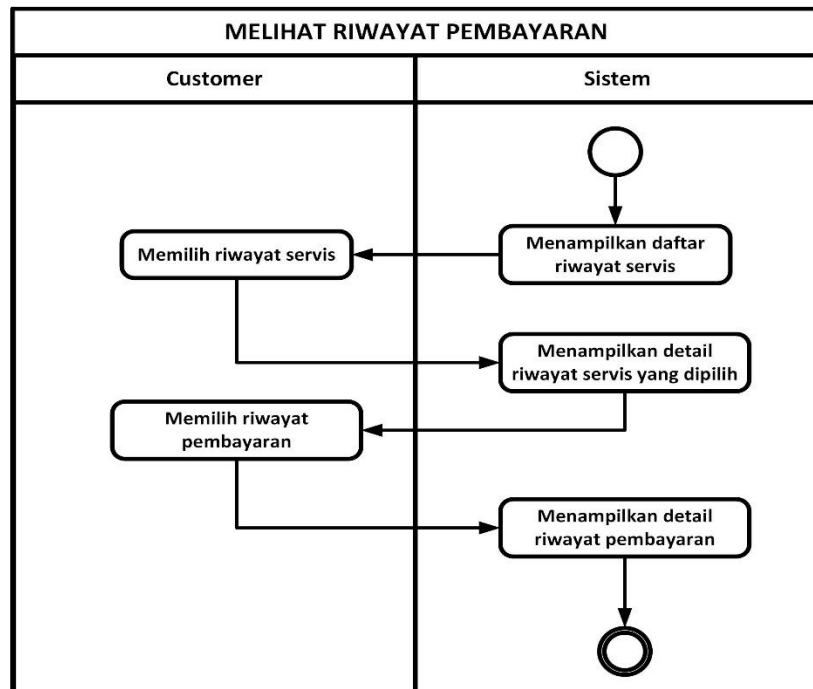 MELIHAT RIWAYAT PEMBAYARAN
Customer
Sistem
Menampilkan daftar
riwayat servis
Memilih riwayat servis
Menampilkan detail
riwayat servis yang dipilih
Memilih riwayat
pembayaran
Menampilkan detail
riwayat pembayaran